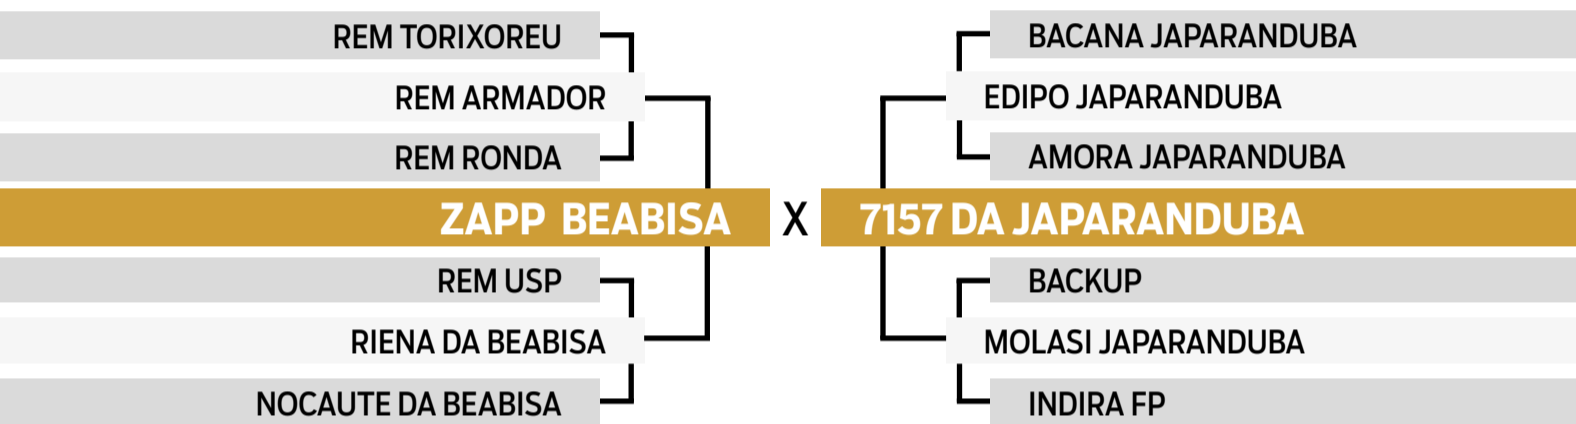 REM TORIXOREU
REM ARMADOR
REM RONDA
ZAPP BEABISA
REM USP
RIENA DA BEABISA
NOCAUTE DA BEABISA
X
BACANA JAPARANDUBA
EDIPO JAPARANDUBA
AMORA JAPARANDUBA
7157 DA JAPARANDUBA
BACKUP
MOLASI JAPARANDUBA
INDIRA FP